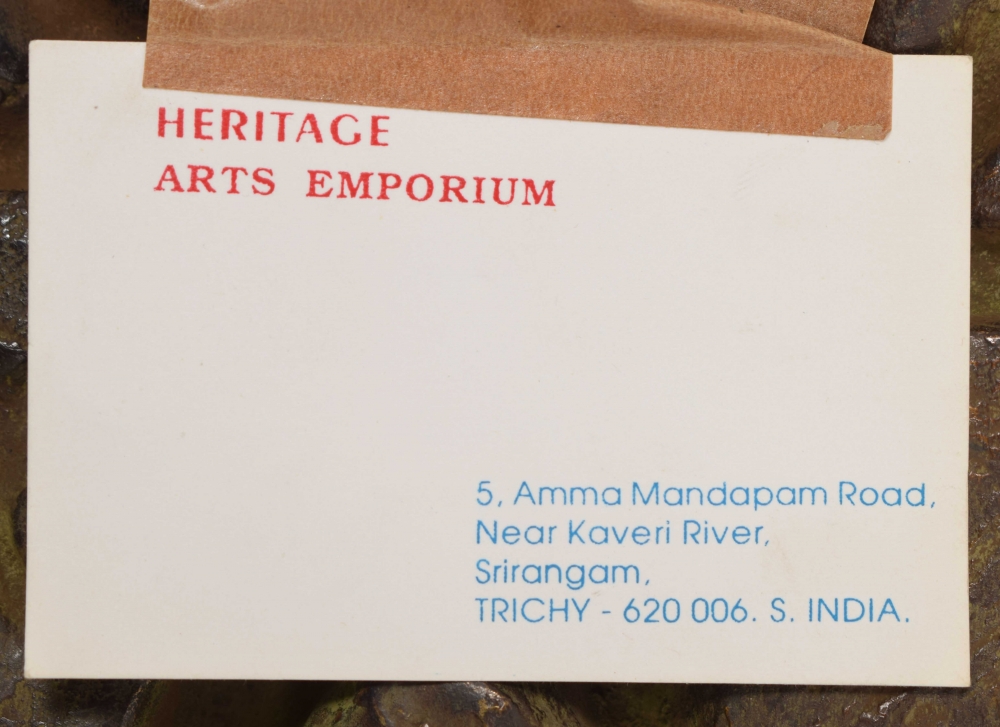 HERITAGE
ARTS EMPORIUM
5, Amma Mandapam Road,
Near Kaveri River,
Srirangam,
TRICHY - 620 006. S. INDIA.